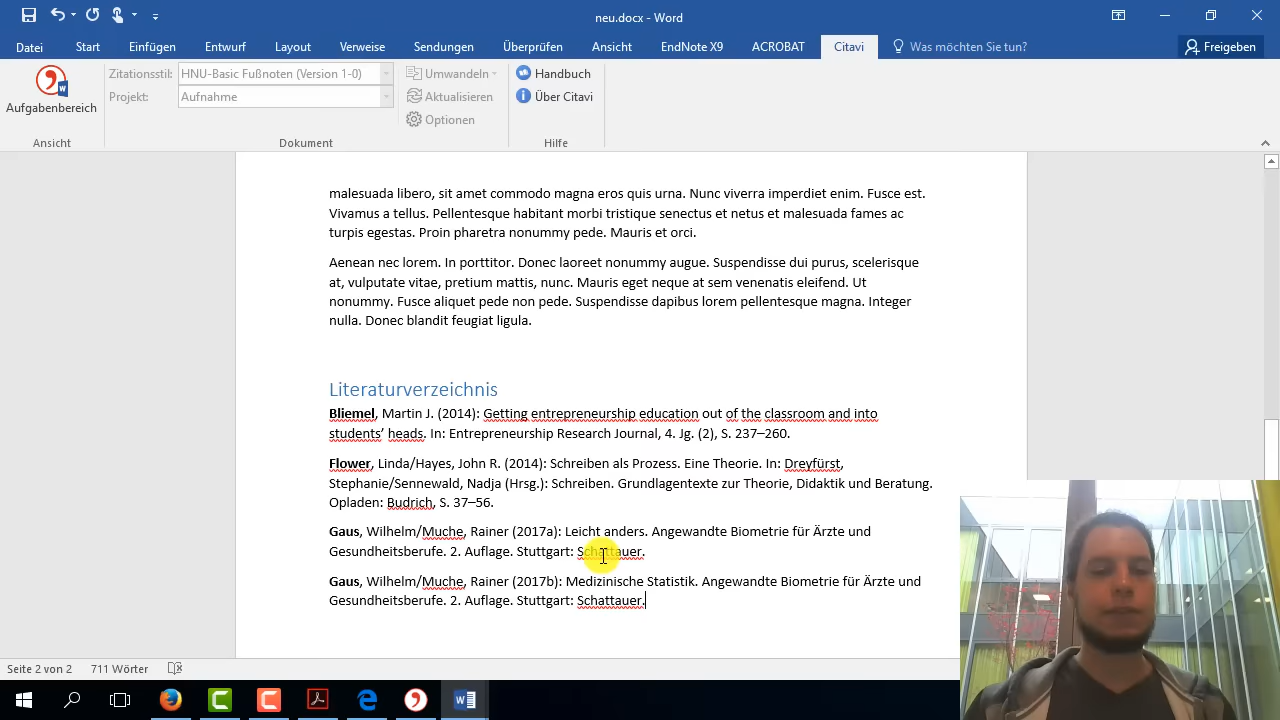 neu.docx - Word
Datei Start Einfügen Entwurf Layout Verweise Sendungen Überprüfen Ansicht EndNote X9 ACROBAT Citavi Was möchten Sie tun? Freigeben
Zitationsstil: HNU-Basic Fußnoten (Version 1-0) Umwandeln Handbuch
Projekt: Aufnahme Aktualisieren Über Citavi
Aufgabenbereich Optionen
Ansicht Dokument Hilfe
malesuada libero, sit amet commodo magna eros quis urna. Nunc viverra imperdiet enim. Fusce est.
Vivamus a tellus. Pellentesque habitant morbi tristique senectus et netus et malesuada fames ac
turpis egestas. Proin pharetra nonummy pede. Mauris et orci.
Aenean nec lorem. In porttitor. Donec laoreet nonummy augue. Suspendisse dui purus, scelerisque
at, vulputate vitae, pretium mattis, nunc. Mauris eget neque at sem venenatis eleifend. Ut
nonummy. Fusce aliquet pede non pede. Suspendisse dapibus lorem pellentesque magna. Integer
nulla. Donec blandit feugiat ligula.
Literaturverzeichnis
Bliemel, Martin J. (2014): Getting entrepreneurship education out of the classroom and into
students’ heads. In: Entrepreneurship Research Journal, 4. Jg. (2), S. 237–260.
Flower, Linda/Hayes, John R. (2014): Schreiben als Prozess. Eine Theorie. In: Dreyfürst,
Stephanie/Sennewald, Nadja (Hrsg.): Schreiben. Grundlagentexte zur Theorie, Didaktik und Beratung.
Opladen: Budrich, S. 37–56.
Gaus, Wilhelm/Muche, Rainer (2017a): Leicht anders. Angewandte Biometrie für Ärzte und
Gesundheitsberufe. 2. Auflage. Stuttgart: Schattauer.
Gaus, Wilhelm/Muche, Rainer (2017b): Medizinische Statistik. Angewandte Biometrie für Ärzte und
Gesundheitsberufe. 2. Auflage. Stuttgart: Schattauer.
Seite 2 von 2 711 Wörter